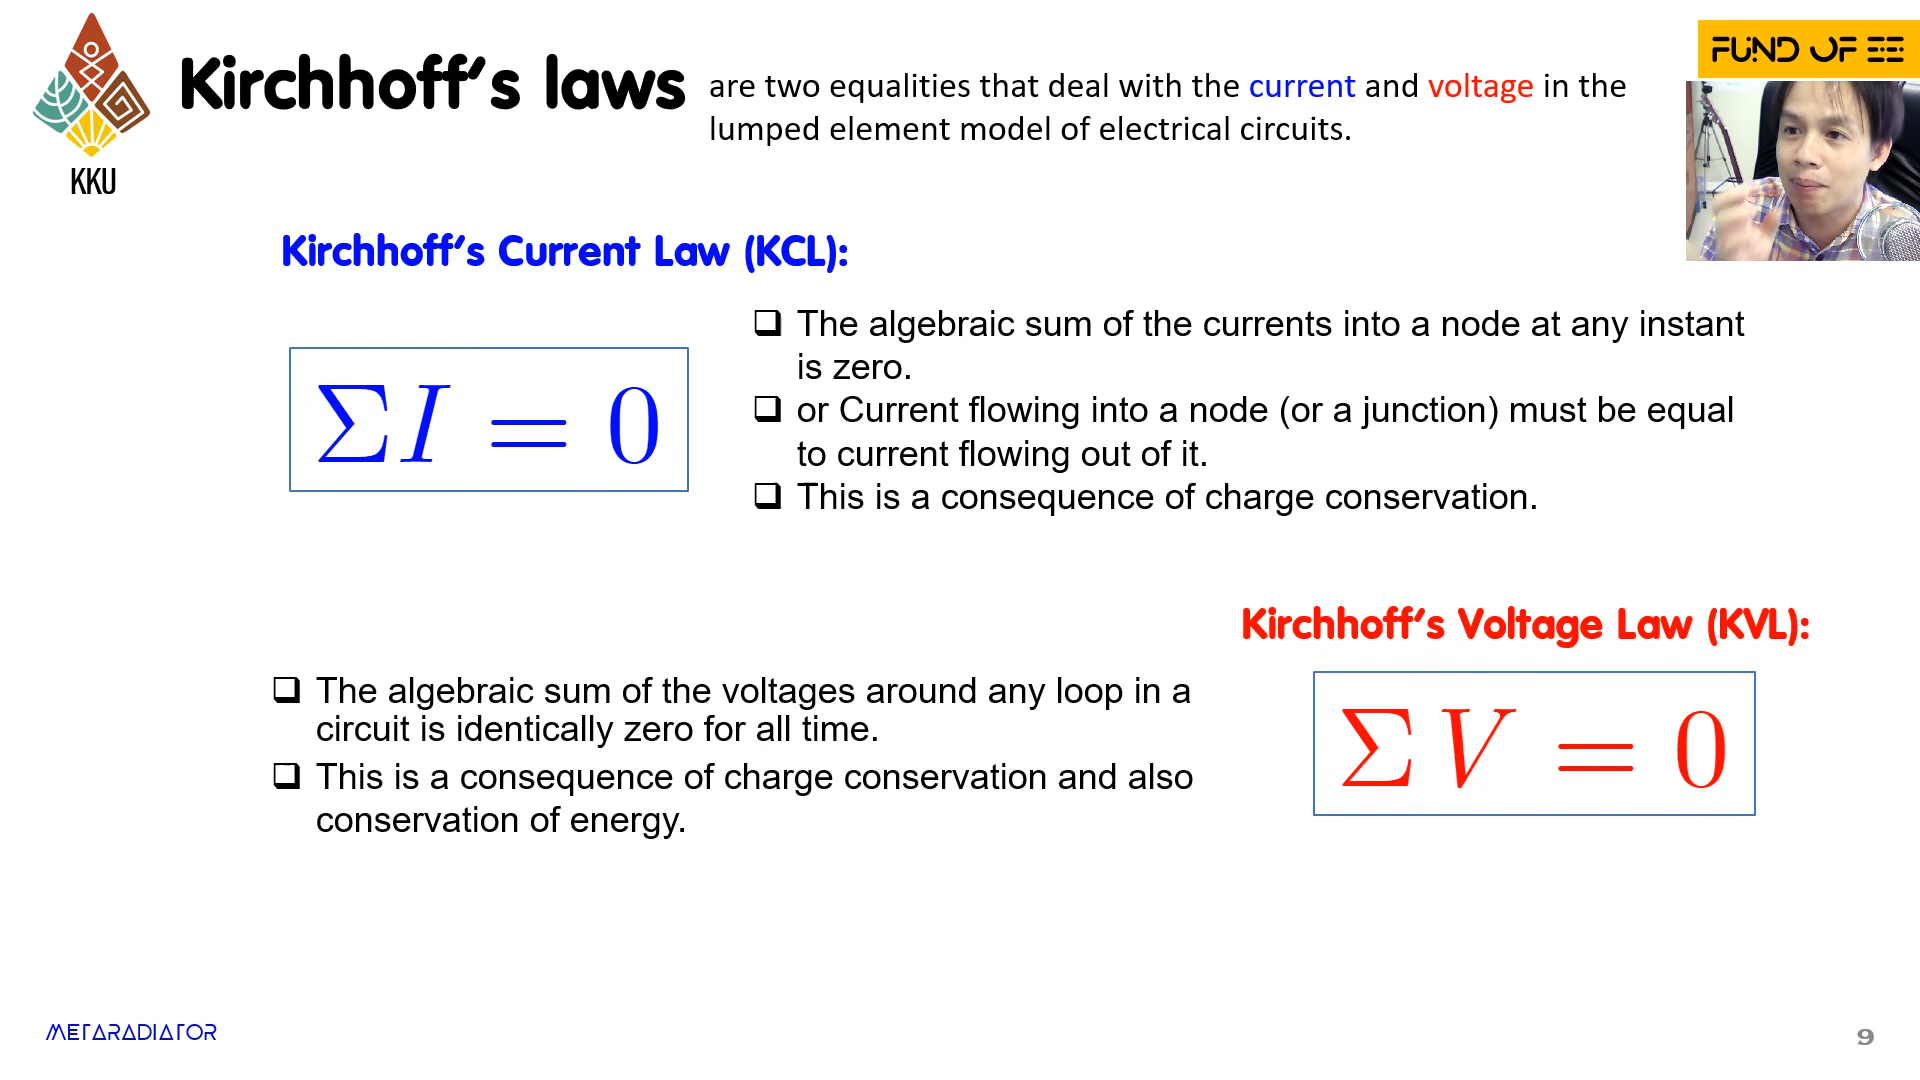 Kirchhoff's laws
are two equalities that deal with the current and voltage in the
lumped element model of electrical circuits.
FUND OF EE
KKU
Kirchhoff's Current Law (KCL):
ΣI = 0
❑ The algebraic sum of the currents into a node at any instant
is zero.
❑ or Current flowing into a node (or a junction) must be equal
to current flowing out of it.
❑ This is a consequence of charge conservation.
Kirchhoff's Voltage Law (KVL):
❑ The algebraic sum of the voltages around any loop in a
circuit is identically zero for all time.
❑ This is a consequence of charge conservation and also
conservation of energy.
ΣV = 0
METARADIATOR
9